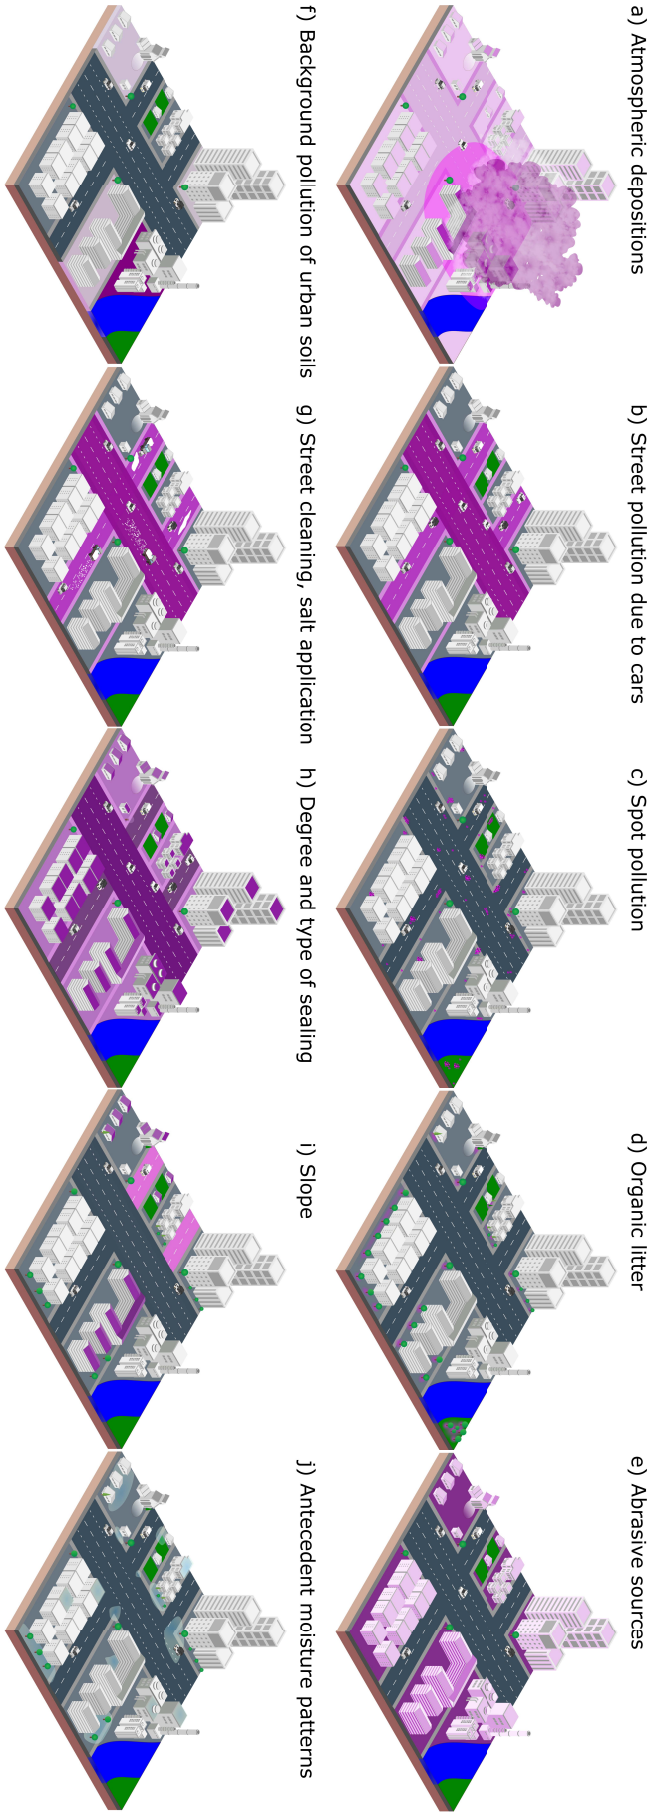 a) Atmospheric depositions
b) Street pollution due to cars
c) Spot pollution
d) Organic litter
e) Abrasive sources
f) Background pollution of urban soils
g) Street cleaning, salt application
h) Degree and type of sealing
i) Slope
j) Antecedent moisture patterns